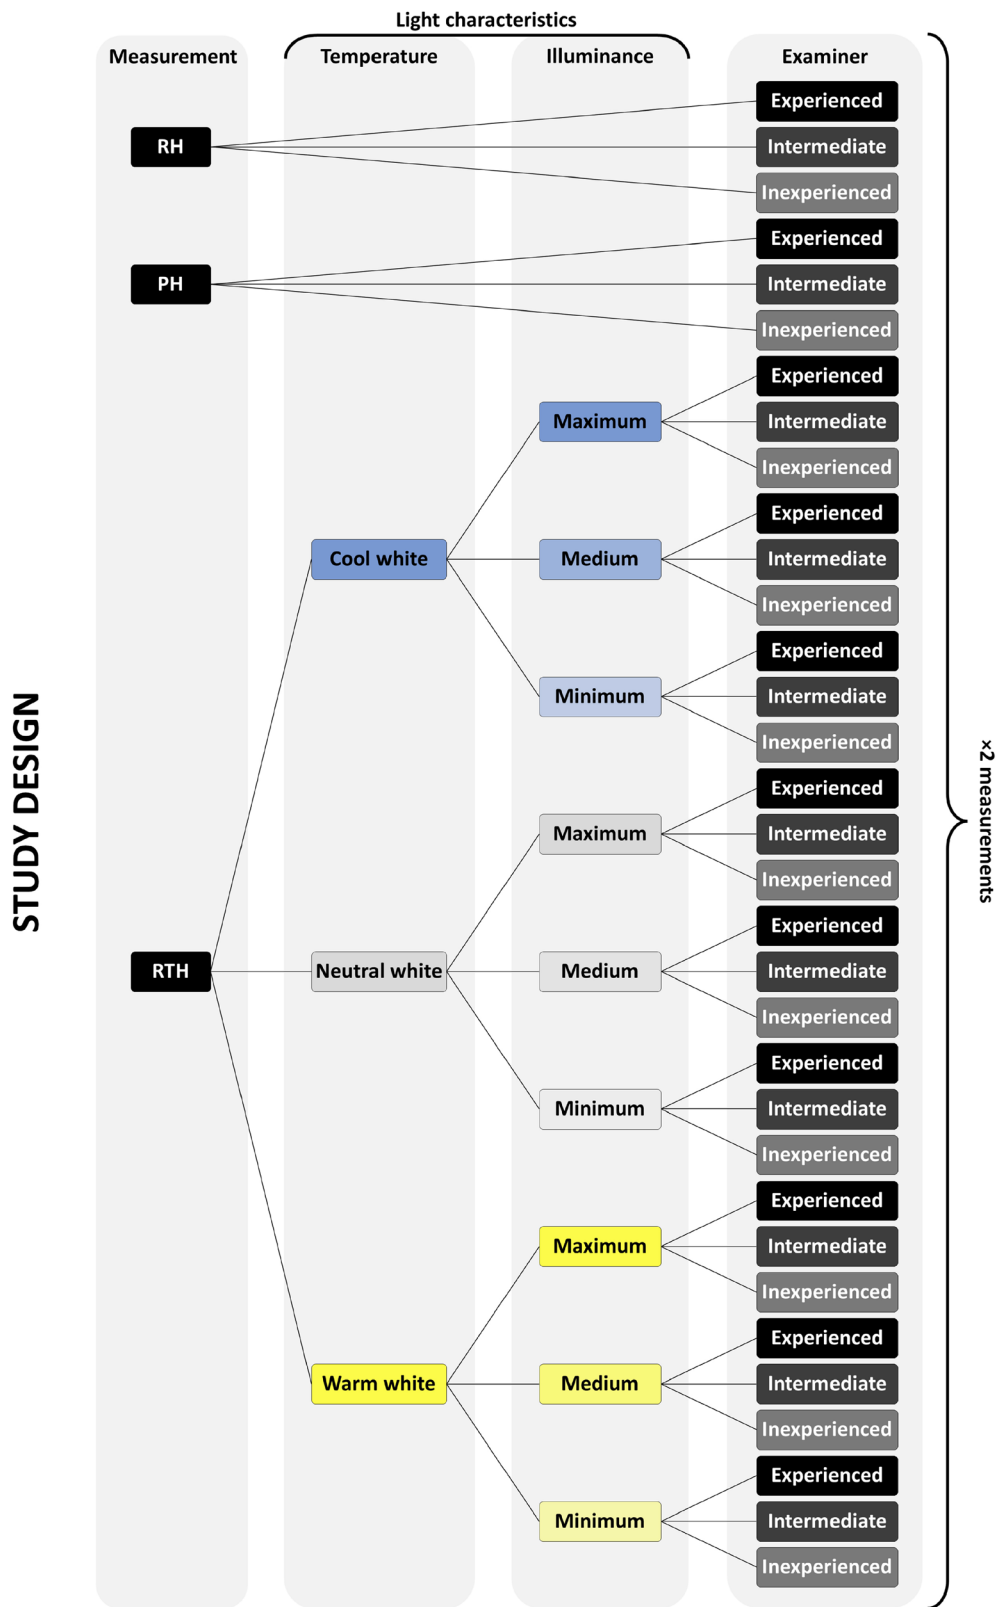 Light characteristics
Measurement Temperature Illuminance Examiner
Experienced
RH Intermediate
Inexperienced
Experienced
PH Intermediate
Inexperienced
Experienced
Maximum Intermediate
Inexperienced
Experienced
Cool white Medium Intermediate
Inexperienced
Experienced
Minimum Intermediate
Inexperienced
Experienced
Maximum Intermediate
Inexperienced
Experienced
RTH Neutral white Medium Intermediate
Inexperienced
Experienced
Minimum Intermediate
Inexperienced
Experienced
Maximum Intermediate
Inexperienced
Experienced
Warm white Medium Intermediate
Inexperienced
Experienced
Minimum Intermediate
Inexperienced
STUDY DESIGN
×2 measurements